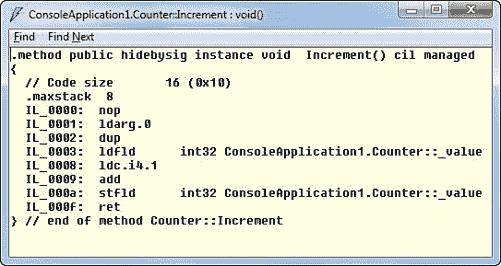 ConsoleApplication1.Counter::Increment : void()
Find Find Next
.method public hidebysig instance void  Increment() cil managed
{
  // Code size       16 (0x10)
  .maxstack  8
  IL_0000:  nop
  IL_0001:  ldarg.0
  IL_0002:  dup
  IL_0003:  ldfld      int32 ConsoleApplication1.Counter::_value
  IL_0008:  ldc.i4.1
  IL_0009:  add
  IL_000a:  stfld      int32 ConsoleApplication1.Counter::_value
  IL_000f:  ret
} // end of method Counter::Increment